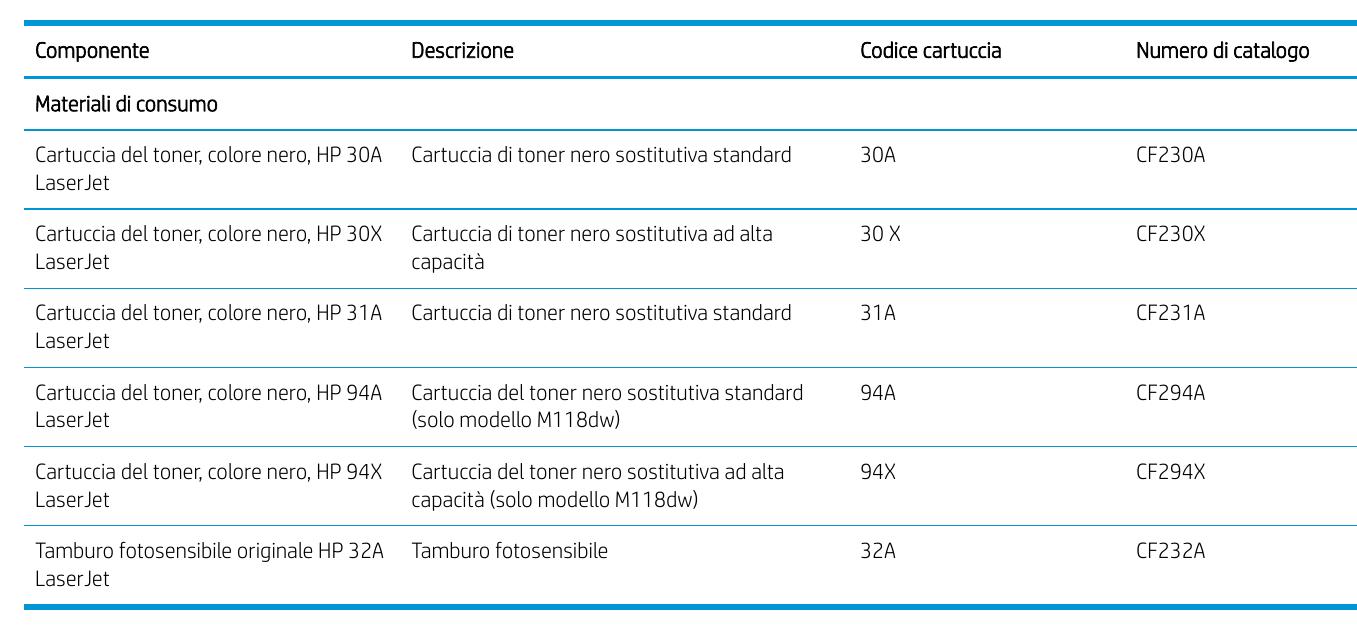 Componente Descrizione Codice cartuccia Numero di catalogo
Materiali di consumo
Cartuccia del toner, colore nero, HP 30A Cartuccia di toner nero sostitutiva standard 30A CF230A
LaserJet
Cartuccia del toner, colore nero, HP 30X Cartuccia di toner nero sostitutiva ad alta 30 X CF230X
LaserJet capacità
Cartuccia del toner, colore nero, HP 31A Cartuccia di toner nero sostitutiva standard 31A CF231A
LaserJet
Cartuccia del toner, colore nero, HP 94A Cartuccia del toner nero sostitutiva standard 94A CF294A
LaserJet (solo modello M118dw)
Cartuccia del toner, colore nero, HP 94X Cartuccia del toner nero sostitutiva ad alta 94X CF294X
LaserJet capacità (solo modello M118dw)
Tamburo fotosensibile originale HP 32A Tamburo fotosensibile 32A CF232A
LaserJet